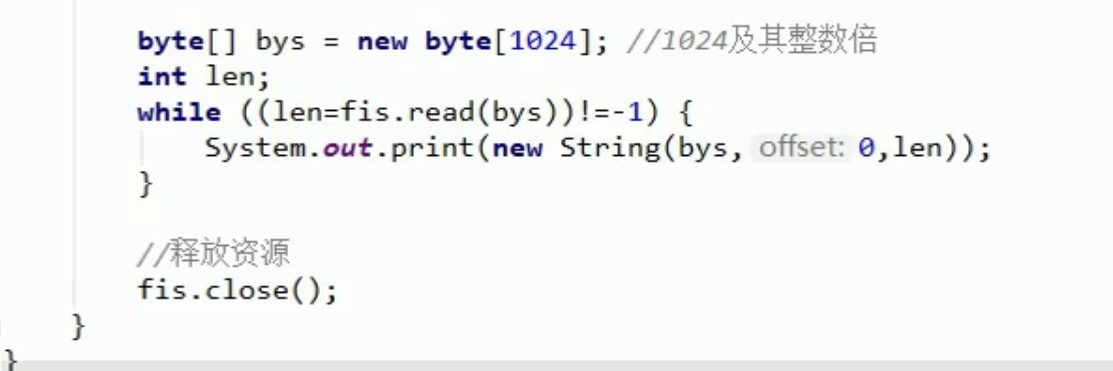 byte[] bys = new byte[1024]; //1024及其整数倍
int len;
while ((len=fis.read(bys))!=-1) {
System.out.print(new String(bys, offset: 0,len));
}
//释放资源
fis.close();
}
}